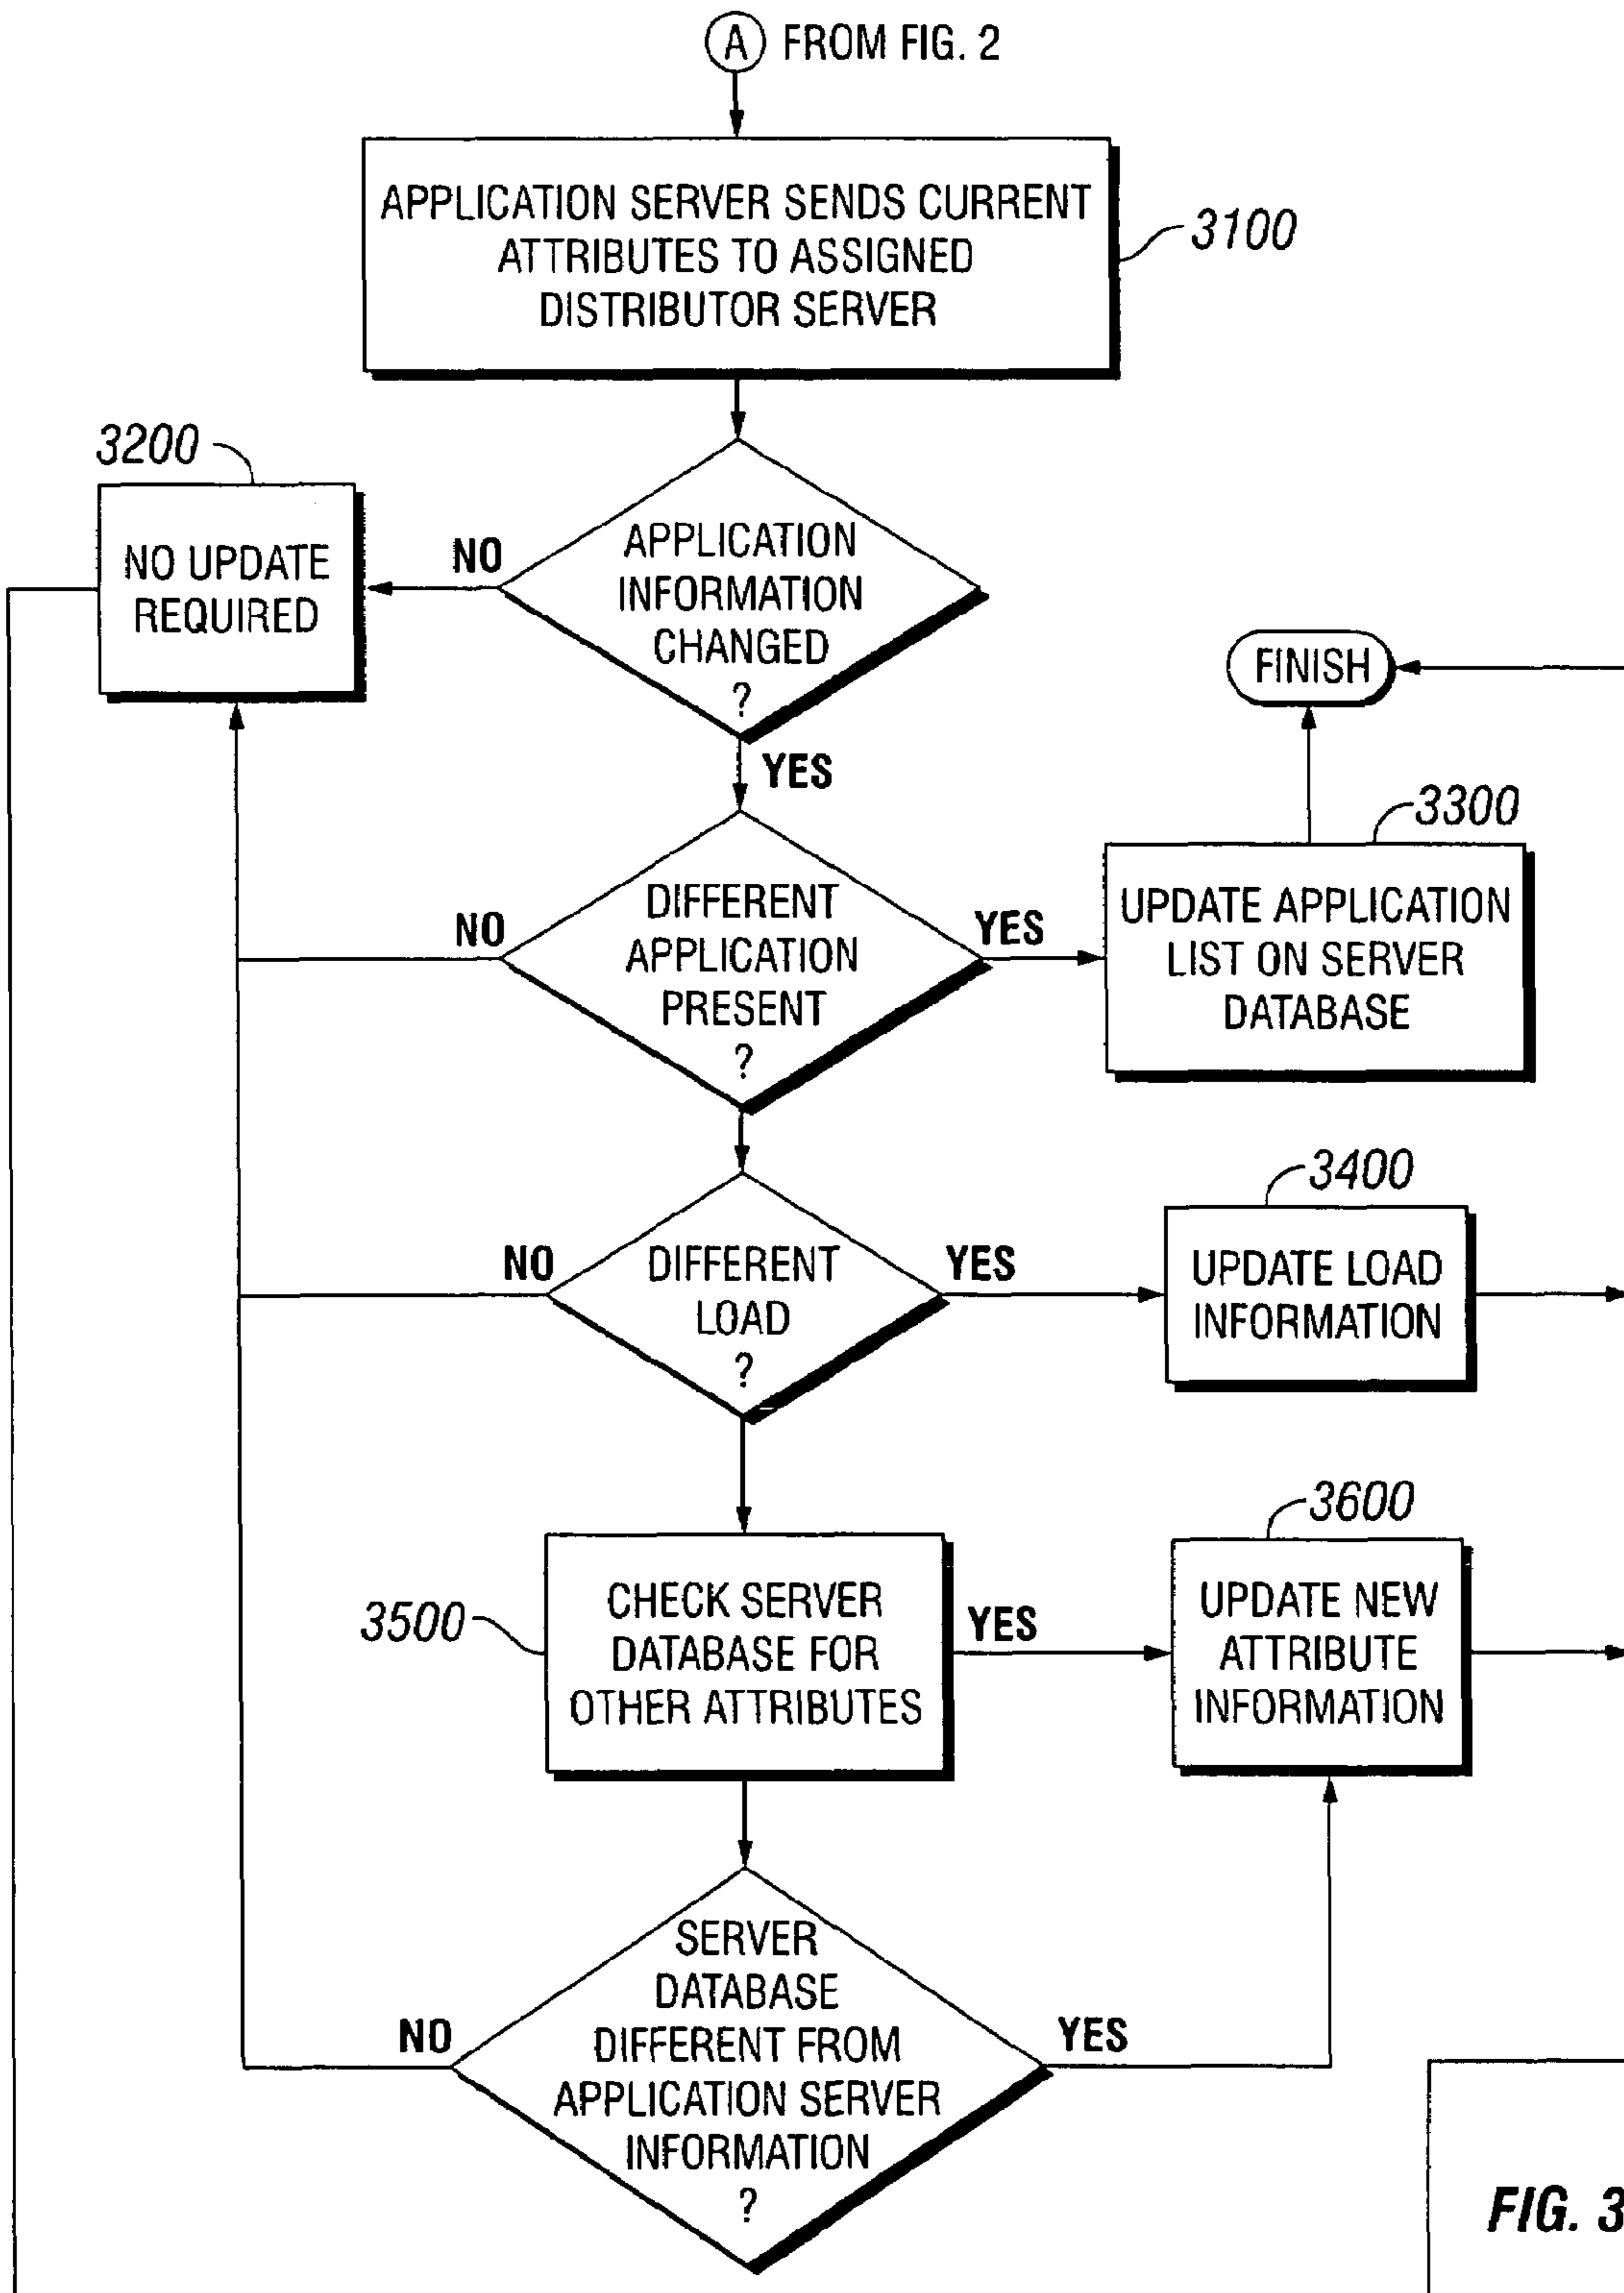 A FROM FIG. 2
APPLICATION SERVER SENDS CURRENT
ATTRIBUTES TO ASSIGNED
DISTRIBUTOR SERVER
3100
3200
NO UPDATE
REQUIRED
NO
APPLICATION
INFORMATION
CHANGED
?
YES
FINISH
3300
NO
DIFFERENT
APPLICATION
PRESENT
?
YES
UPDATE APPLICATION
LIST ON SERVER
DATABASE
3400
NO
DIFFERENT
LOAD
?
YES
UPDATE LOAD
INFORMATION
3600
3500
CHECK SERVER
DATABASE FOR
OTHER ATTRIBUTES
YES
UPDATE NEW
ATTRIBUTE
INFORMATION
NO
SERVER
DATABASE
DIFFERENT FROM
APPLICATION SERVER
INFORMATION
?
YES
FIG. 3